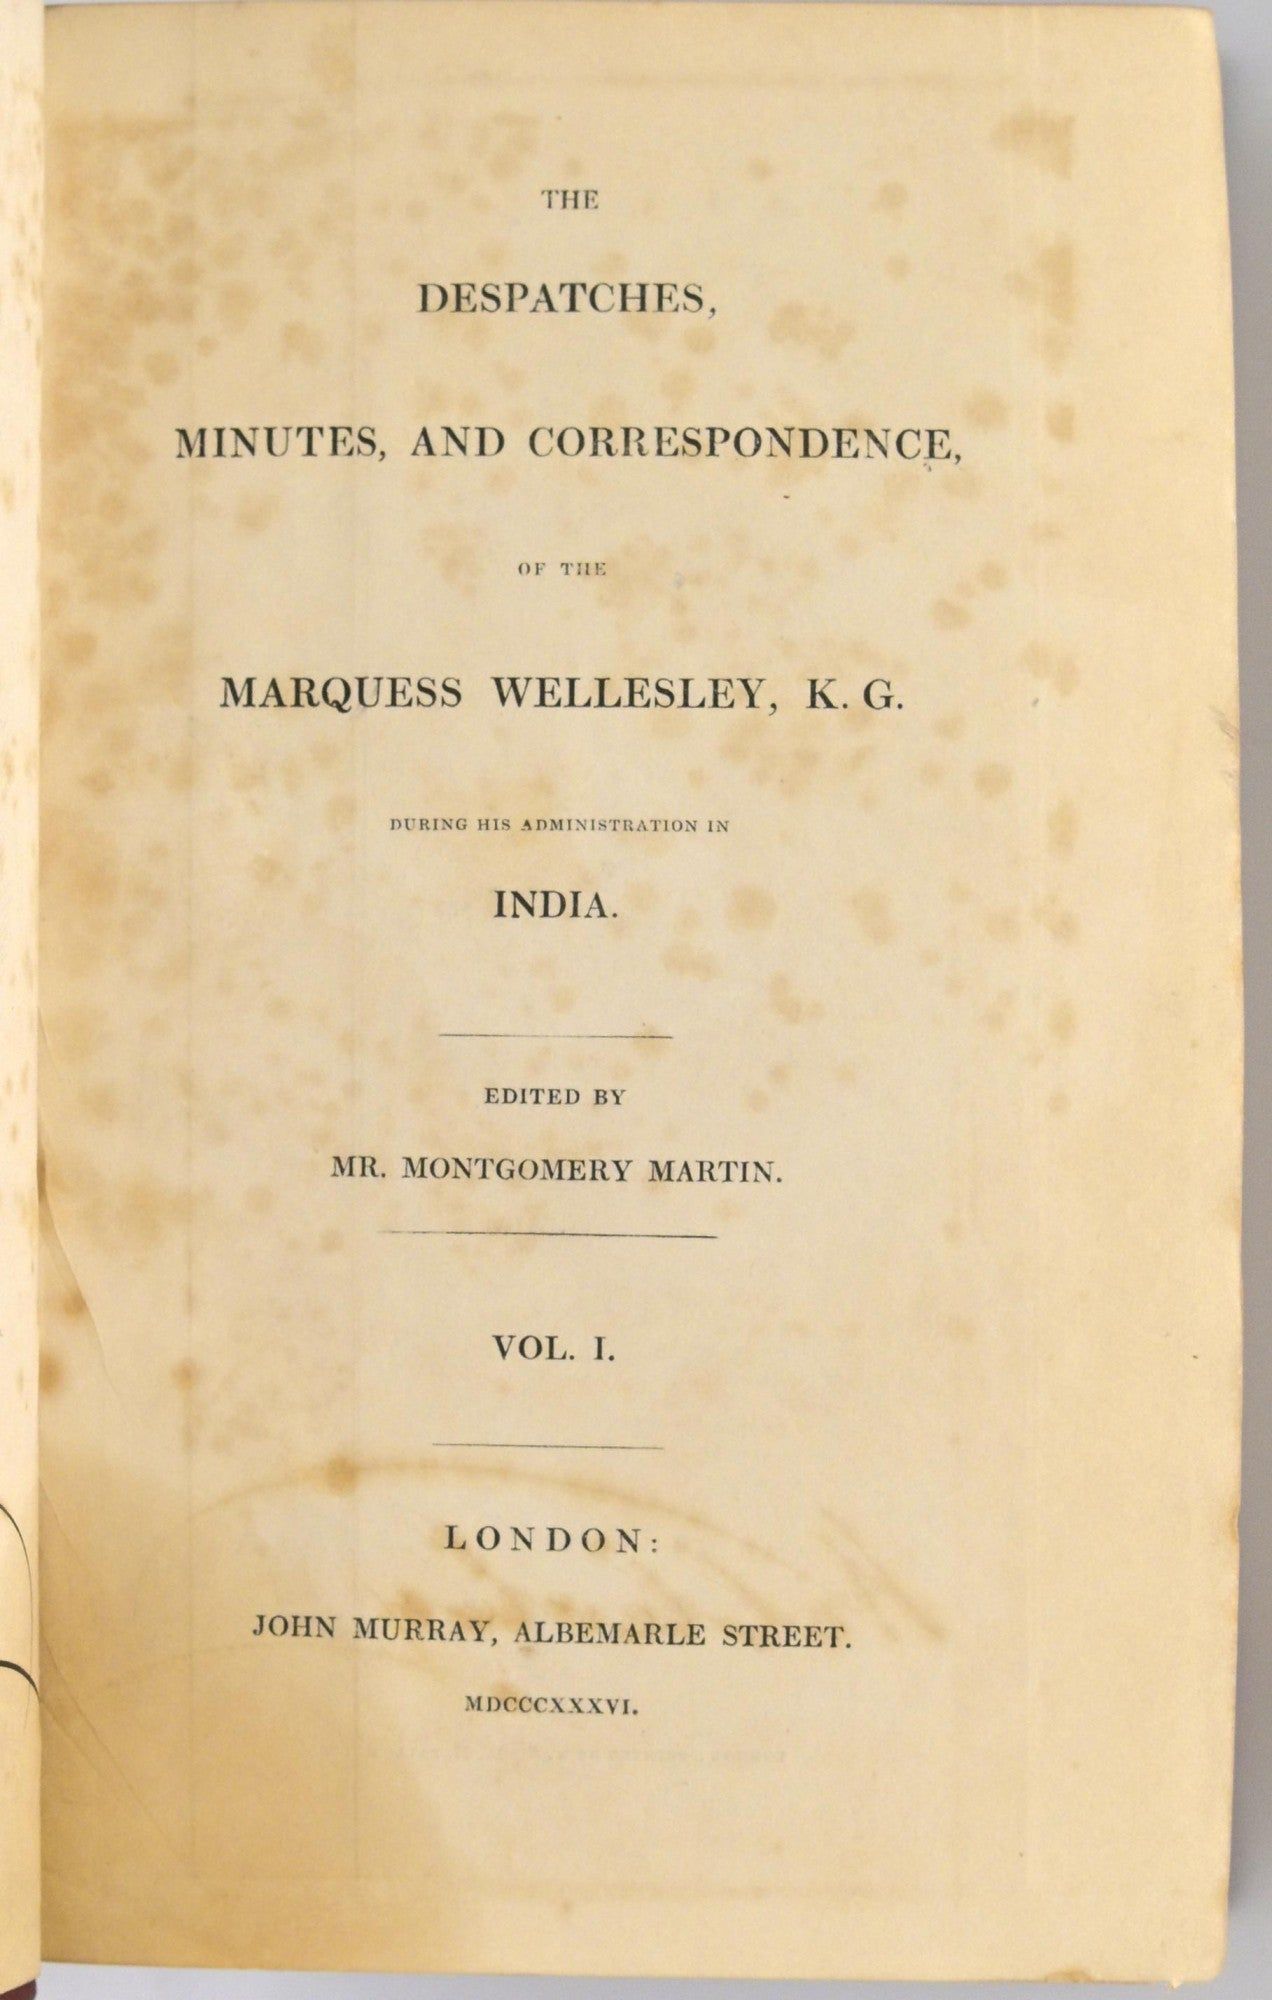 THE
DESPATCHES,
MINUTES, AND CORRESPONDENCE,
OF THE
MARQUESS WELLESLEY, K. G.
DURING HIS ADMINISTRATION IN
INDIA.
EDITED BY
MR. MONTGOMERY MARTIN.
VOL. I.
LONDON:
JOHN MURRAY, ALBEMARLE STREET.
MDCCCXXXVI.